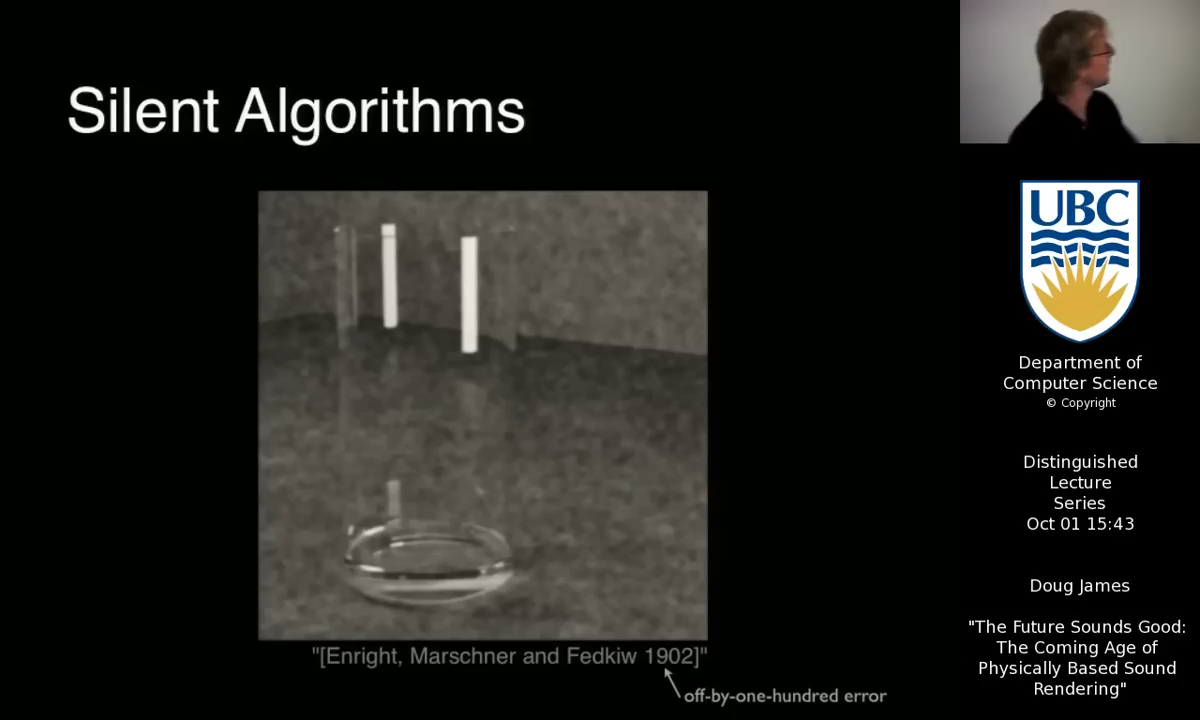 Silent Algorithms
"[Enright, Marschner and Fedkiw 1902]"
off-by-one-hundred error
UBC
Department of
Computer Science
© Copyright
Distinguished
Lecture
Series
Oct 01 15:43
Doug James
"The Future Sounds Good:
The Coming Age of
Physically Based Sound
Rendering"